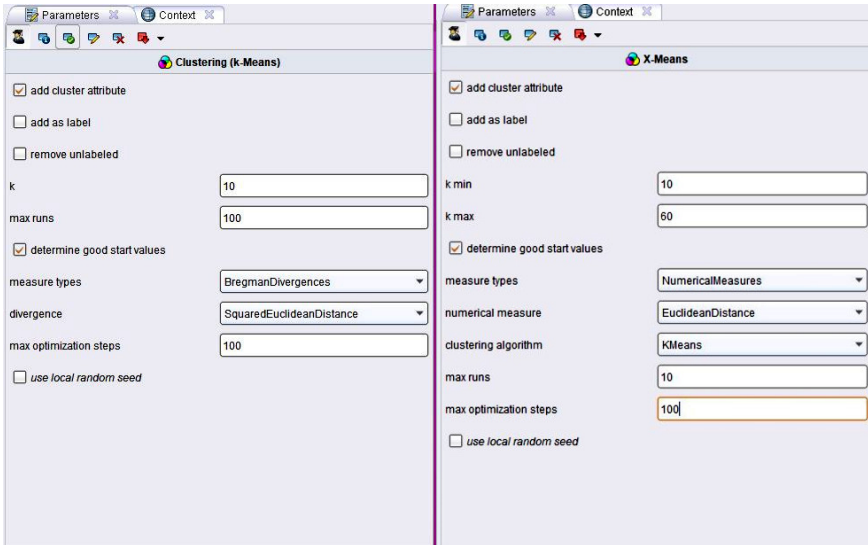 Parameters
Context
Clustering (k-Means)
add cluster attribute
add as label
remove unlabeled
k
10
max runs
100
determine good start values
measure types
BregmanDivergences
divergence
SquaredEuclideanDistance
max optimization steps
100
use local random seed
Parameters
Context
X-Means
add cluster attribute
add as label
remove unlabeled
k min
10
k max
60
determine good start values
measure types
NumericalMeasures
numerical measure
EuclideanDistance
clustering algorithm
KMeans
max runs
10
max optimization steps
100
use local random seed